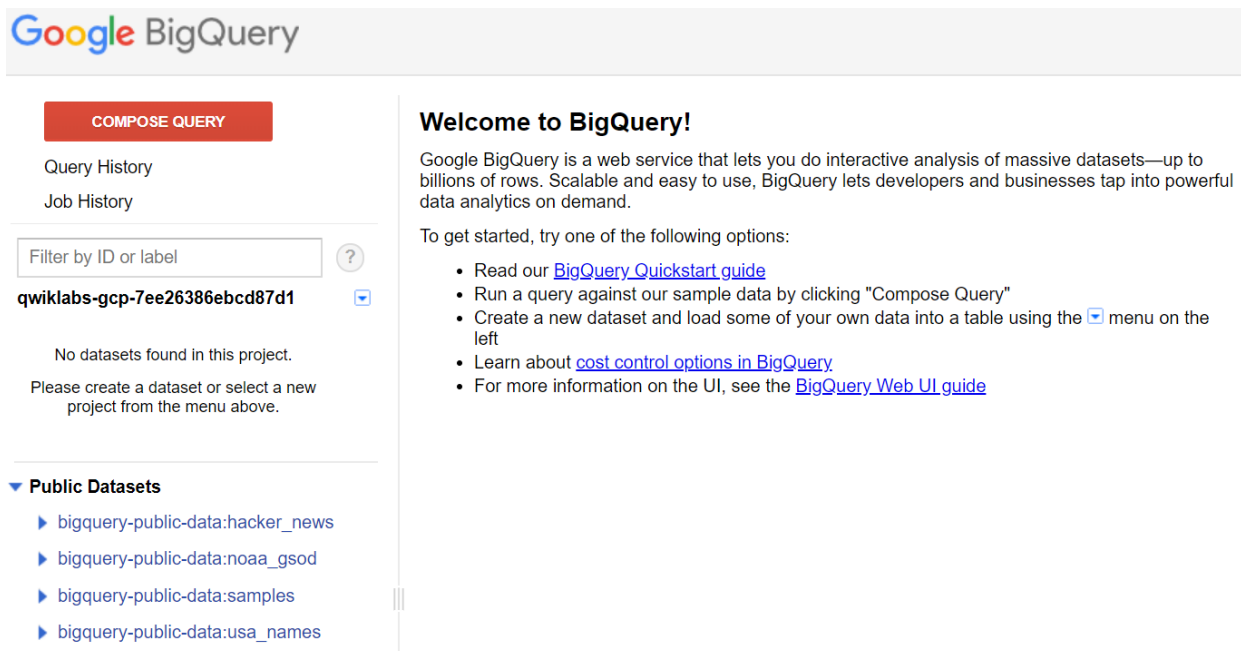 Google BigQuery
COMPOSE QUERY
Query History
Job History
Filter by ID or label
?
qwiklabs-gcp-7ee26386ebcd87d1
No datasets found in this project.
Please create a dataset or select a new
project from the menu above.
Public Datasets
bigquery-public-data:hacker_news
bigquery-public-data:noaa_gsod
bigquery-public-data:samples
bigquery-public-data:usa_names
Welcome to BigQuery!
Google BigQuery is a web service that lets you do interactive analysis of massive datasets—up to
billions of rows. Scalable and easy to use, BigQuery lets developers and businesses tap into powerful
data analytics on demand.
To get started, try one of the following options:
• Read our BigQuery Quickstart guide
• Run a query against our sample data by clicking "Compose Query"
• Create a new dataset and load some of your own data into a table using the menu on the
left
• Learn about cost control options in BigQuery
• For more information on the UI, see the BigQuery Web UI guide